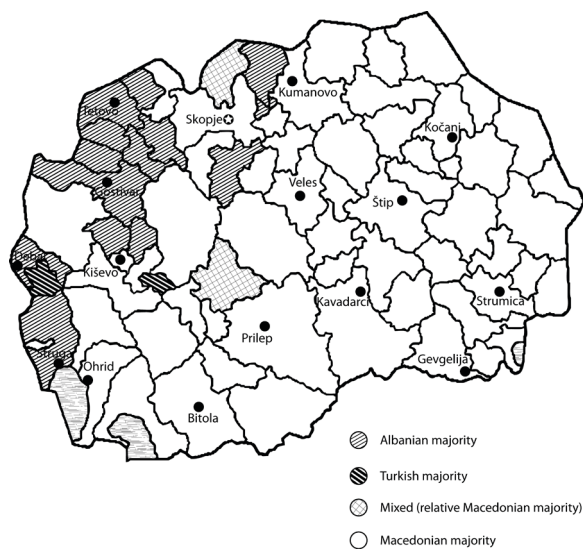 Kumanovo
Tetovo
Skopje
Kočani
Gostivar
Veles
Štip
Debar
Kičevo
Kavadarci
Strumica
Prilep
Struga
Ohrid
Gevgelija
Bitola
Albanian majority
Turkish majority
Mixed (relative Macedonian majority)
Macedonian majority